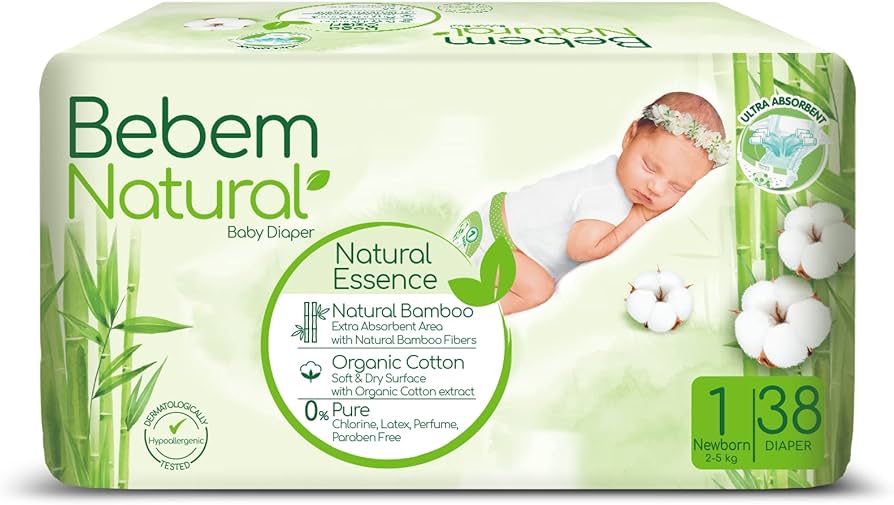 Bebem
Natural
Bebem
Natural
Baby Diaper
ULTRA ABSORBENT
Natural
Essence
Natural Bamboo
Extra Absorbent Area
with Natural Bamboo Fibers
Organic Cotton
Soft & Dry Surface
with Organic Cotton extract
0% Pure
Chlorine, Latex, Perfume,
Paraben Free
DERMATOLOGICALLY
Hypoallergenic
TESTED
1
Newborn
2-5 kg
38
DIAPER